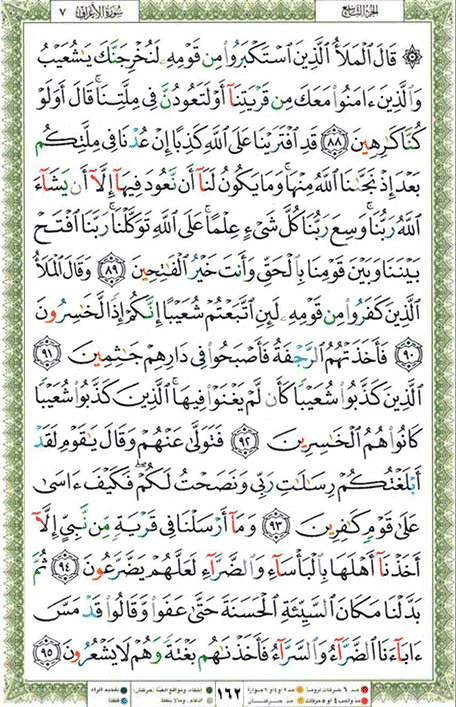 الجزء التاسع سورة الأعراف ٧
۞ قَالَ ٱلْمَلَأُ ٱلَّذِينَ ٱسْتَكْبَرُوا۟ مِن قَوْمِهِۦ لَنُخْرِجَنَّكَ يَٰشُعَيْبُ
وَٱلَّذِينَ ءَامَنُوا۟ مَعَكَ مِن قَرْيَتِنَآ أَوْ لَتَعُودُنَّ فِى مِلَّتِنَا ۚ قَالَ أَوَلَوْ
كُنَّا كَٰرِهِينَ ٨٨ قَدِ ٱفْتَرَيْنَا عَلَى ٱللَّهِ كَذِبًا إِنْ عُدْنَا فِى مِلَّتِكُم
بَعْدَ إِذْ نَجَّىٰنَا ٱللَّهُ مِنْهَا ۚ وَمَا يَكُونُ لَنَآ أَن نَّعُودَ فِيهَآ إِلَّآ أَن يَشَآءَ
ٱللَّهُ رَبُّنَا ۚ وَسِعَ رَبُّنَا كُلَّ شَىْءٍ عِلْمًا ۚ عَلَى ٱللَّهِ تَوَكَّلْنَا ۚ رَبَّنَا ٱفْتَحْ
بَيْنَنَا وَبَيْنَ قَوْمِنَا بِٱلْحَقِّ وَأَنتَ خَيْرُ ٱلْفَٰتِحِينَ ٨٩ وَقَالَ ٱلْمَلَأُ
ٱلَّذِينَ كَفَرُوا۟ مِن قَوْمِهِۦ لَئِنِ ٱتَّبَعْتُمْ شُعَيْبًا إِنَّكُمْ إِذًا لَّخَٰسِرُونَ
٩٠ فَأَخَذَتْهُمُ ٱلرَّجْفَةُ فَأَصْبَحُوا۟ فِى دَارِهِمْ جَٰثِمِينَ ٩١
ٱلَّذِينَ كَذَّبُوا۟ شُعَيْبًا كَأَن لَّمْ يَغْنَوْا۟ فِيهَا ۚ ٱلَّذِينَ كَذَّبُوا۟ شُعَيْبًا
كَانُوا۟ هُمُ ٱلْخَٰسِرِينَ ٩٢ فَتَوَلَّىٰ عَنْهُمْ وَقَالَ يَٰقَوْمِ لَقَدْ
أَبْلَغْتُكُمْ رِسَٰلَٰتِ رَبِّى وَنَصَحْتُ لَكُمْ ۖ فَكَيْفَ ءَاسَىٰ
عَلَىٰ قَوْمٍ كَٰفِرِينَ ٩٣ وَمَآ أَرْسَلْنَا فِى قَرْيَةٍ مِّن نَّبِىٍّ إِلَّآ
أَخَذْنَآ أَهْلَهَا بِٱلْبَأْسَآءِ وَٱلضَّرَّآءِ لَعَلَّهُمْ يَضَّرَّعُونَ ٩٤ ثُمَّ
بَدَّلْنَا مَكَانَ ٱلسَّيِّئَةِ ٱلْحَسَنَةَ حَتَّىٰ عَفَوا۟ وَّقَالُوا۟ قَدْ مَسَّ
ءَابَآءَنَا ٱلضَّرَّآءُ وَٱلسَّرَّآءُ فَأَخَذْنَٰهُم بَغْتَةً وَهُمْ لَا يَشْعُرُونَ ٩٥
١٦٢